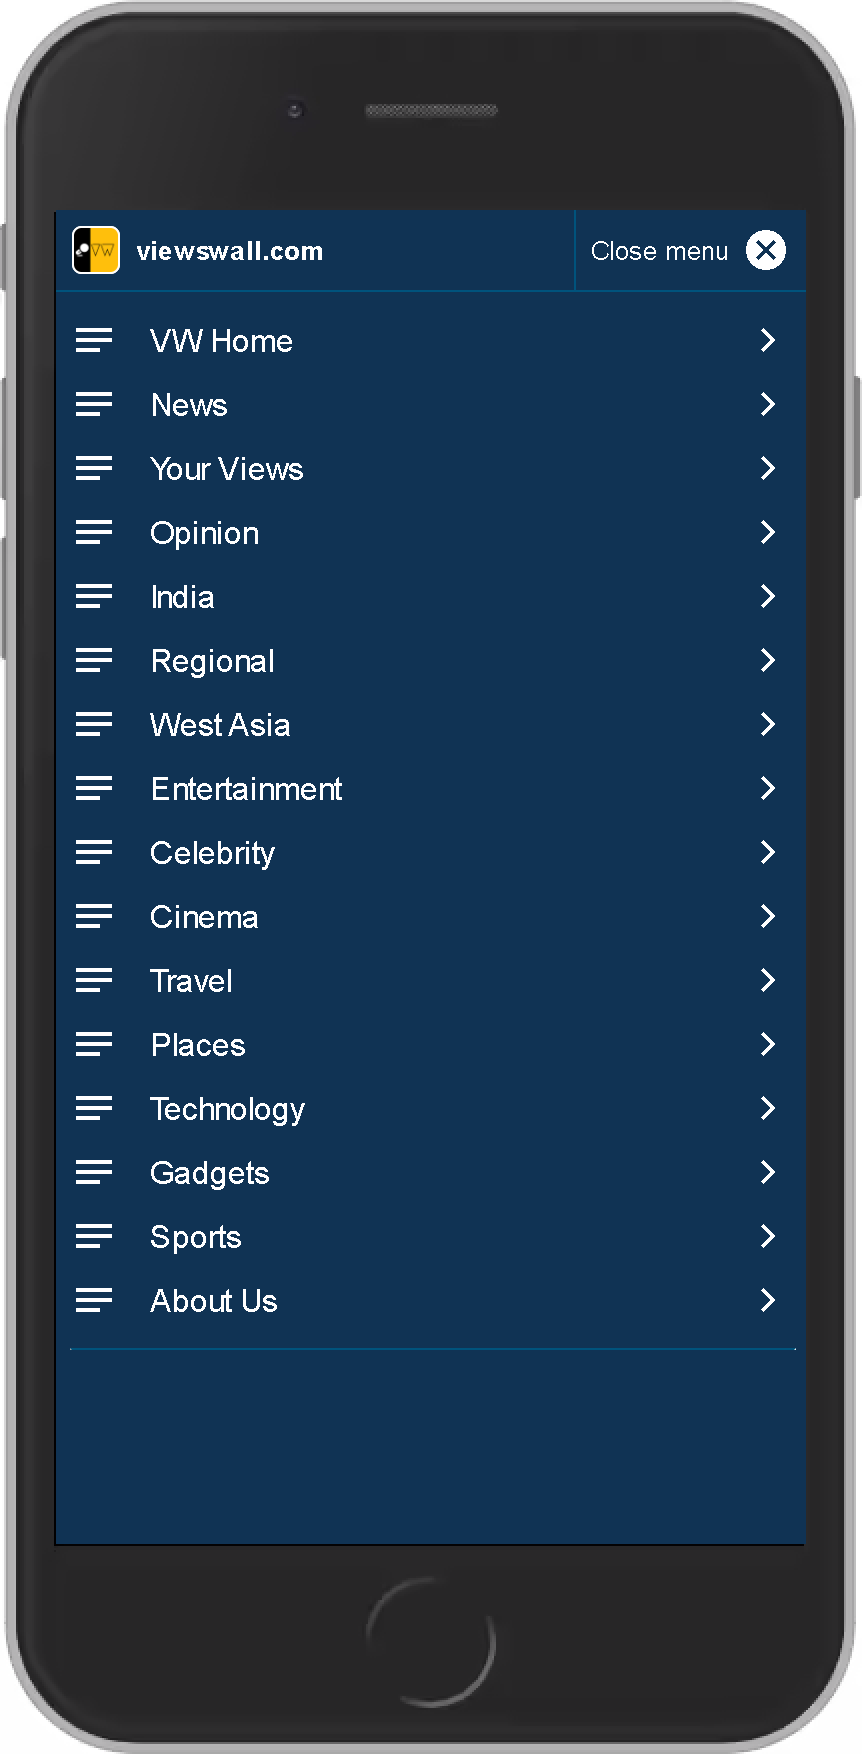 VW
viewswall.com
Close menu
VW Home
News
Your Views
Opinion
India
Regional
West Asia
Entertainment
Celebrity
Cinema
Travel
Places
Technology
Gadgets
Sports
About Us